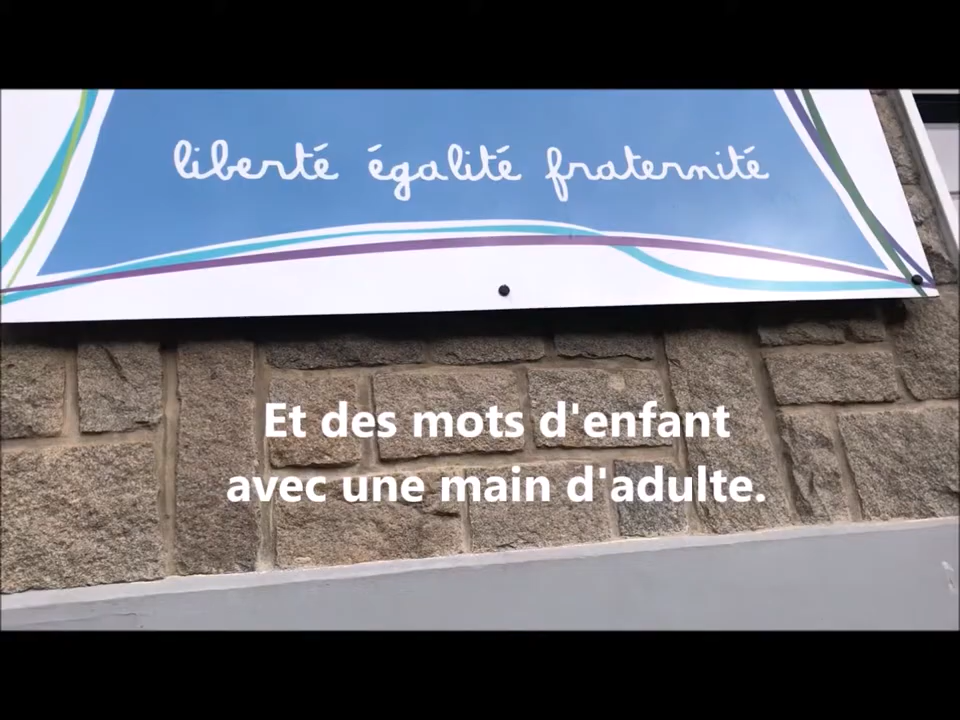 liberté égalité fraternité
Et des mots d'enfant
avec une main d'adulte.